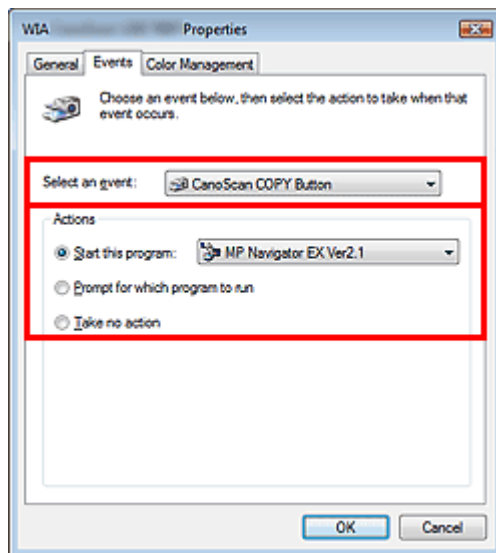 WIA Properties
General Events Color Management
Choose an event below, then select the action to take when that
event occurs.
Select an event: CanoScan COPY Button
Actions
Start this program: MP Navigator EX Ver2.1
Prompt for which program to run
Take no action
OK Cancel